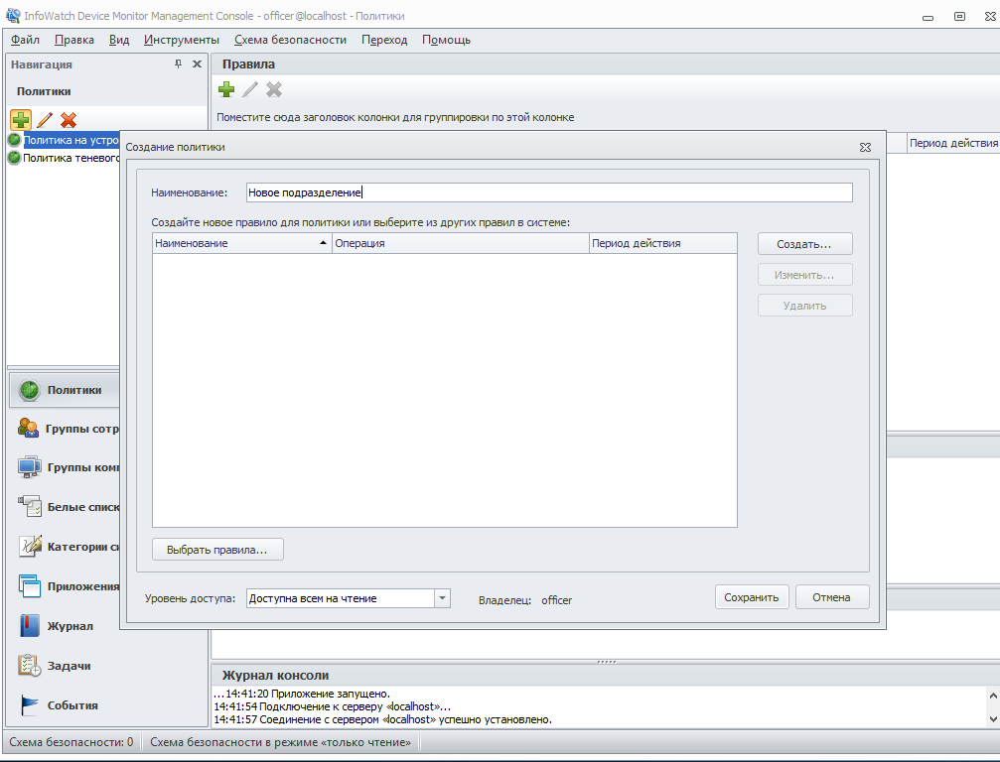 InfoWatch Device Monitor Management Console - officer@localhost - Политики
Файл Правка Вид Инструменты Схема безопасности Переход Помощь
Навигация
Политики
Политика на устро
Политика теневого
Правила
Поместите сюда заголовок колонки для группировки по этой колонке
Период действия
Создание политики
Наименование: Новое подразделение
Создайте новое правило для политики или выберите из других правил в системе:
Наименование Операция Период действия
Создать...
Изменить...
Удалить
Выбрать правила...
Уровень доступа: Доступна всем на чтение Владелец: officer Сохранить Отмена
Политики
Группы сотр
Группы комп
Белые списк
Категории си
Приложения
Журнал
Задачи
События
Журнал консоли
...14:41:20 Приложение запущено.
14:41:54 Подключение к серверу «localhost»...
14:41:57 Соединение с сервером «localhost» успешно установлено.
Схема безопасности: 0 Схема безопасности в режиме «только чтение»